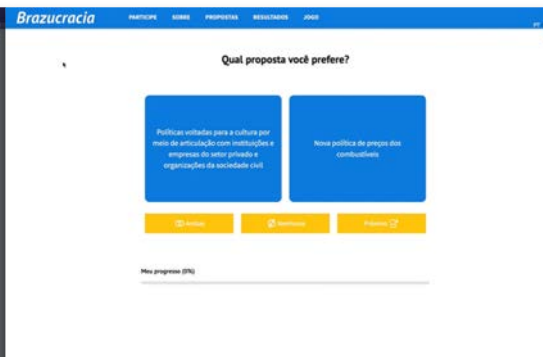 Brazucracia
PARTICIPE SOBRE PROPOSTAS RESULTADOS JOGO
PT
Qual proposta você prefere?
Políticas voltadas para a cultura por
meio de articulação com instituições e
empresas do setor privado e
organizações da sociedade civil
Nova política de preços dos
combustíveis
Meu progresso (0%)